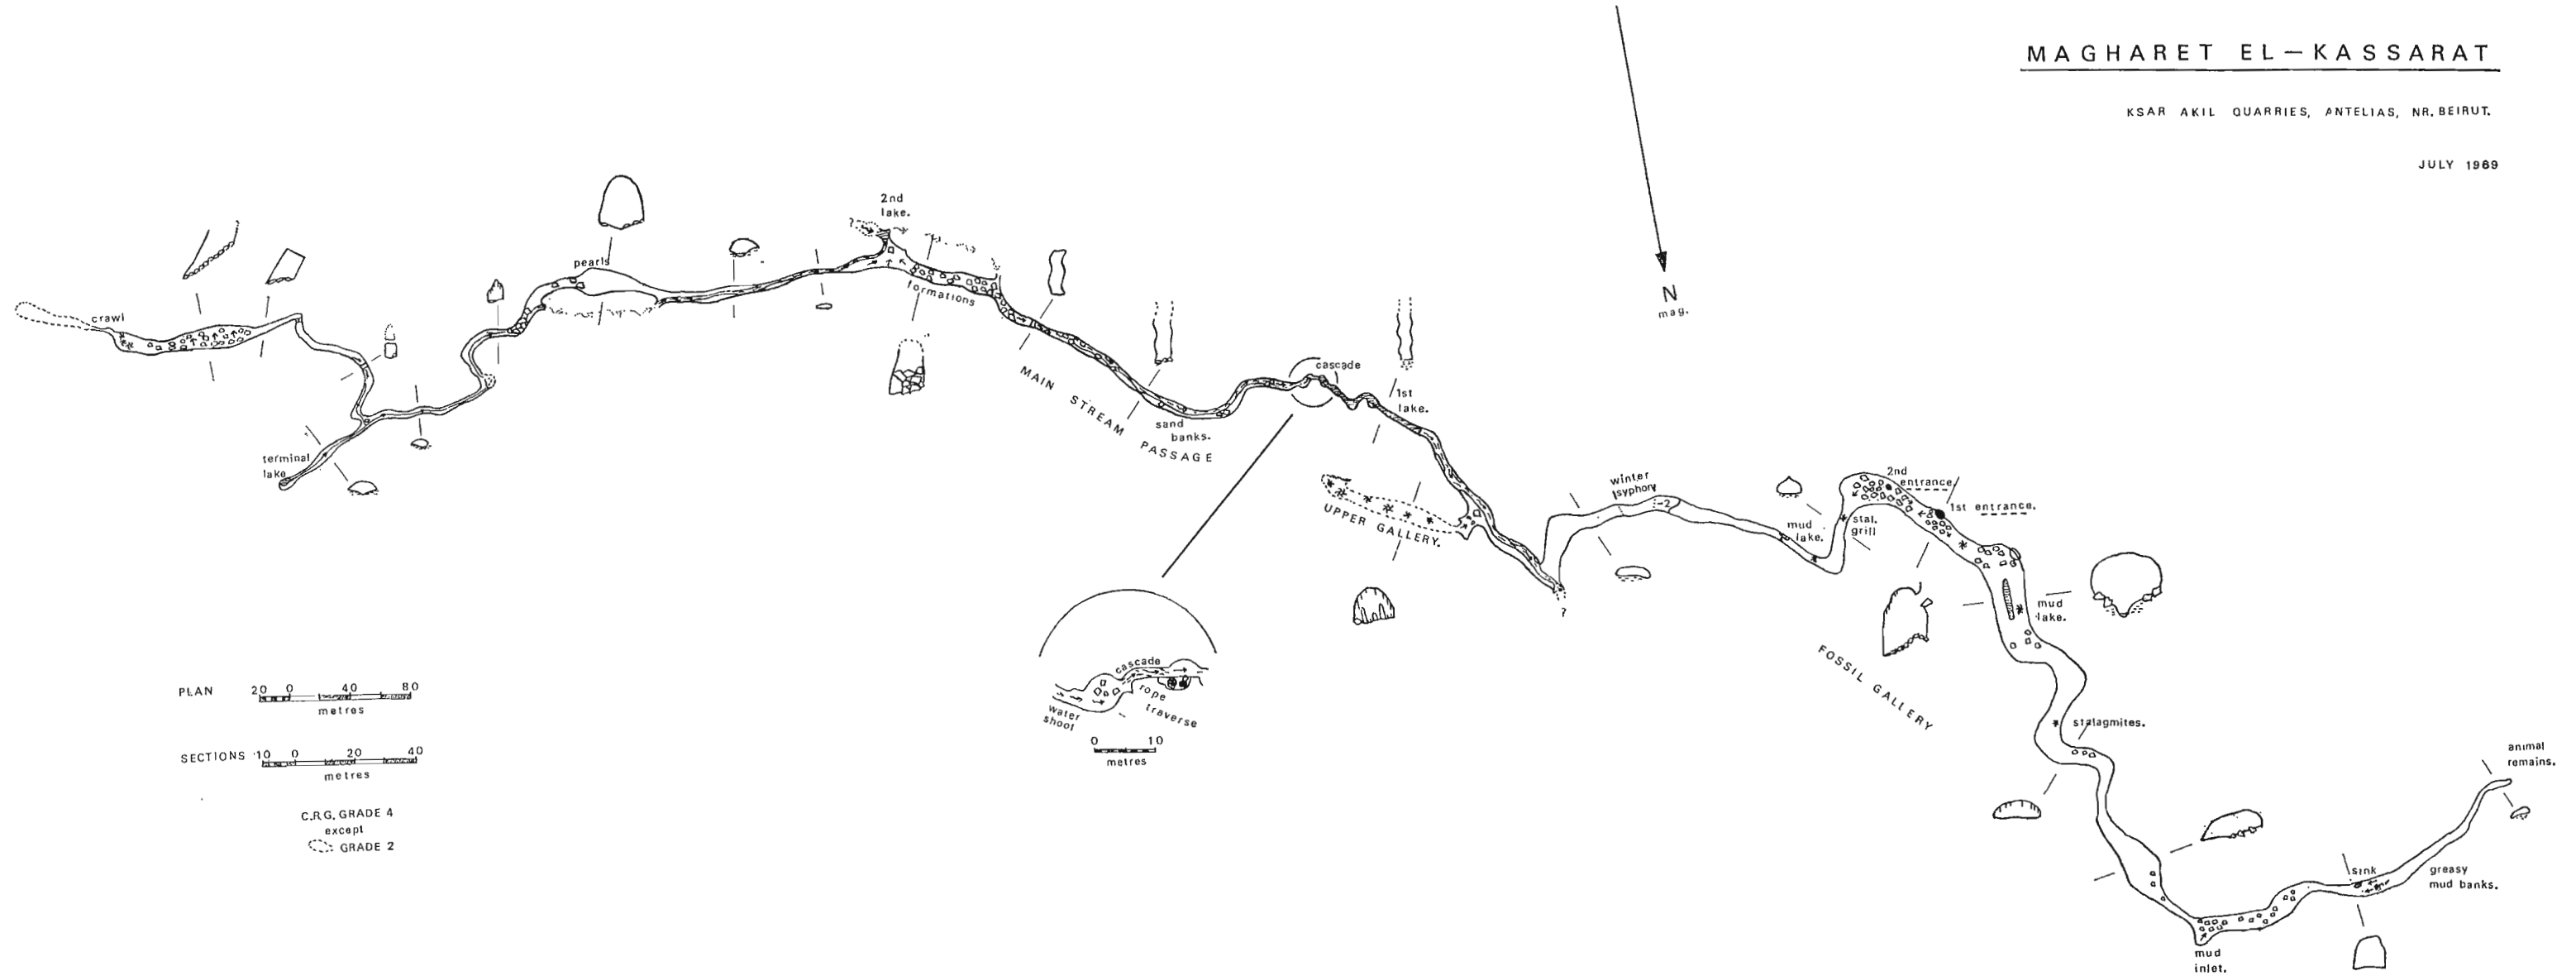 MAGHARET EL-KASSARAT
KSAR AKIL QUARRIES, ANTELIAS, NR. BEIRUT.
JULY 1969
N
mag.
2nd
lake.
?
pearls
formations
crawl
terminal
lake
MAIN STREAM PASSAGE
sand
banks.
cascade
1st
lake.
UPPER GALLERY.
?
winter
syphon
-2
mud
lake.
stal.
grill
2nd
entrance
1st entrance.
mud
lake.
FOSSIL GALLERY
stalagmites.
animal
remains.
sink
greasy
mud banks.
mud
inlet.
cascade
rope
traverse
water
shoot
0 10
metres
PLAN 20 0 40 80
metres
SECTIONS 10 0 20 40
metres
C.R.G. GRADE 4
except
GRADE 2